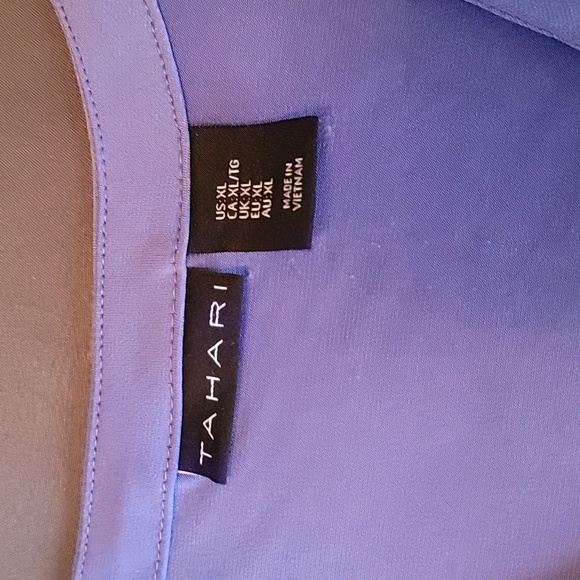 TAHARI
US:XL
CA:XL/TG
UK:XL
EU:XL
AU:XL
MADE IN
VIETNAM